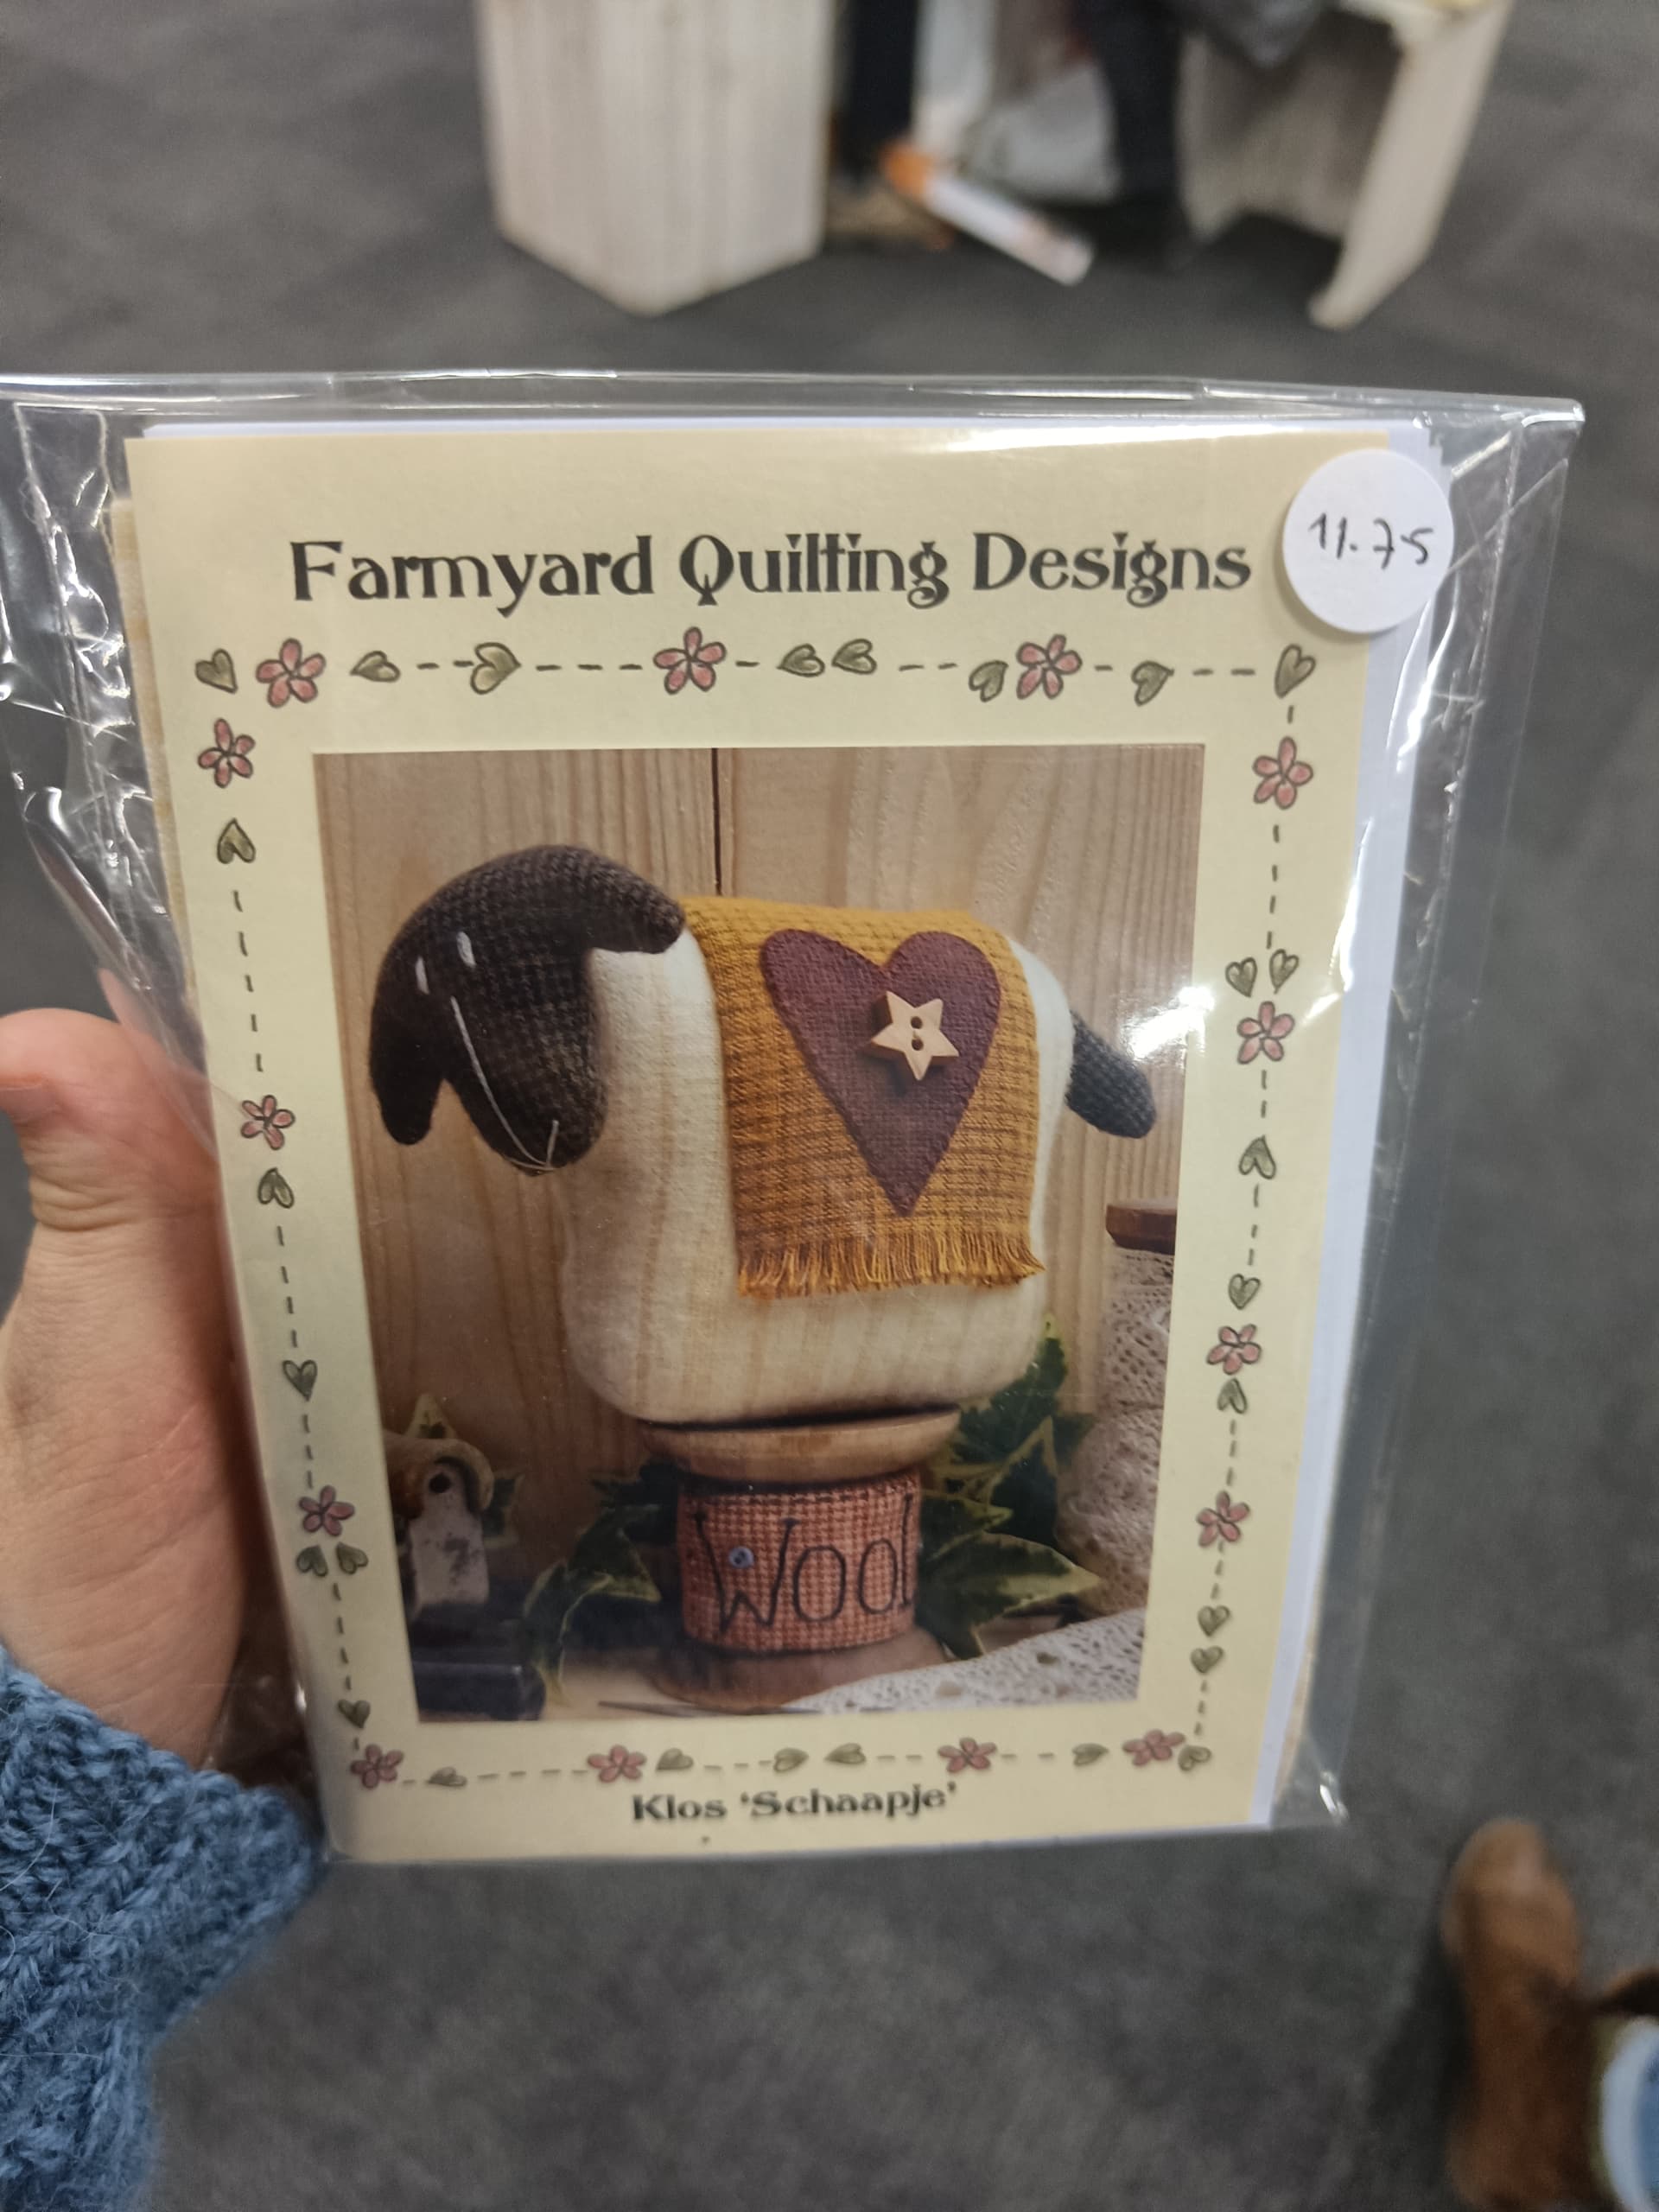 Farmyard Quilting Designs
11.75
Wool
Klos 'Schaapje'